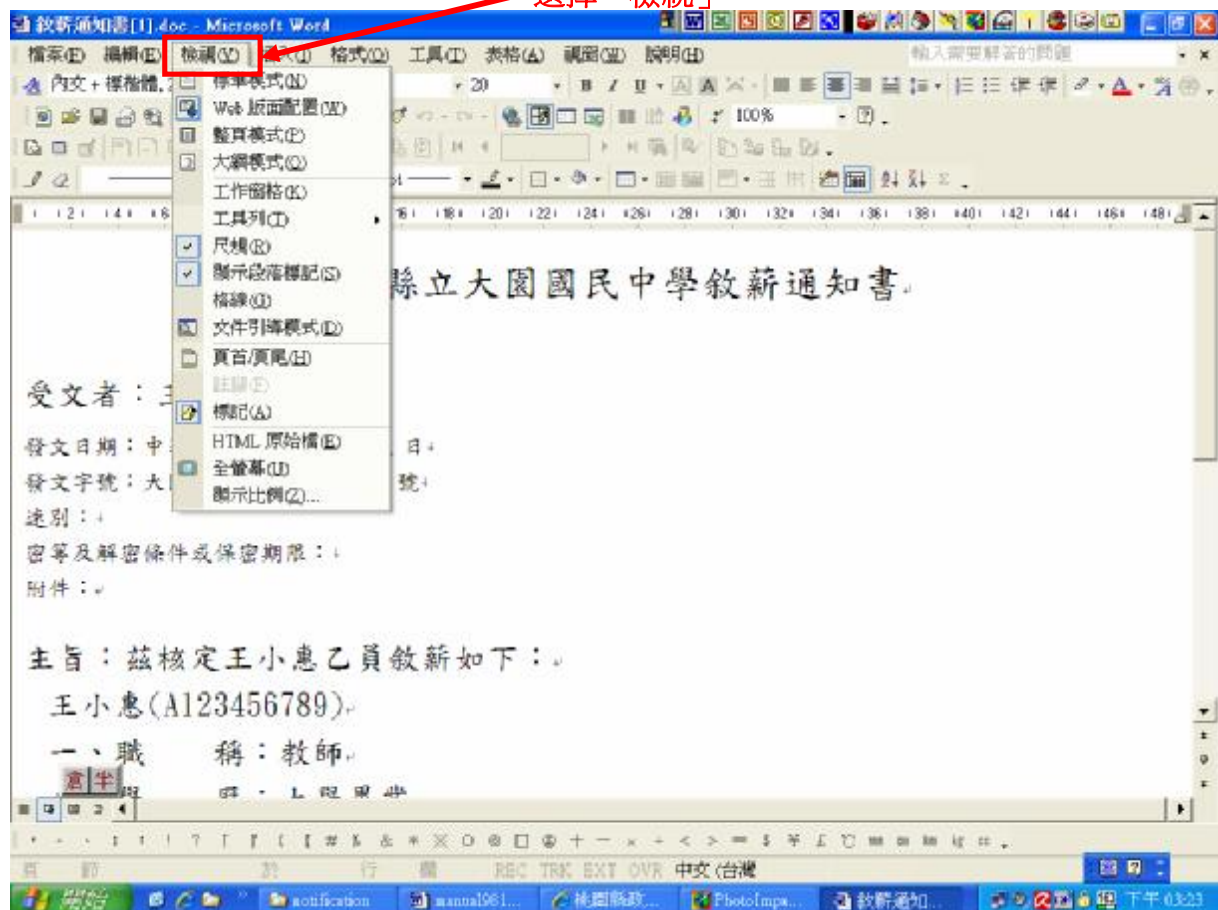 選擇「檢視」
敘薪通知書[1].doc - Microsoft Word
檔案(F) 編輯(E) 檢視(V) 格式(O) 工具(T) 表格(A) 視窗(W) 說明(H) 輸入需要解答的問題
內文 + 標楷體, 20 B I U A A A
100%
標準模式(N)
Web 版面配置(W)
整頁模式(P)
大綱模式(O)
工作窗格(K)
工具列(T)
尺規(R)
顯示段落標記(S)
格線(G)
文件引導模式(D)
頁首/頁尾(H)
註腳(F)
標記(A)
HTML 原始檔(E)
全螢幕(U)
顯示比例(Z)...
縣立大園國民中學敘薪通知書
受文者：王
發文日期：中 日
發文字號：大 號
速別：
密等及解密條件或保密期限：
附件：
主旨：茲核定王小惠乙員敘薪如下：
王小惠(A123456789)
一、職 稱：教師
倉 半
頁 節 於 行 欄 REC TRK EXT OVR 中文 (台灣
開始 notification manual961... 桃園縣政... PhotoImpa... 敘薪通知... 下午 03:23